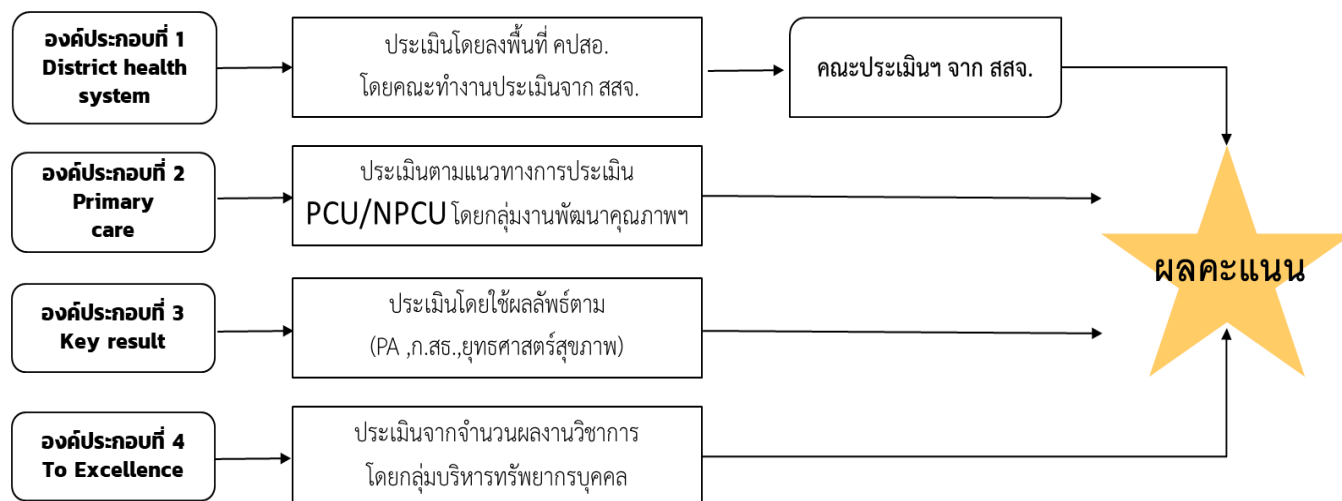 องค์ประกอบที่ 1
District health
system
ประเมินโดยลงพื้นที่ คปสอ.
โดยคณะทำงานประเมินจาก สสจ.
คณะประเมินฯ จาก สสจ.
องค์ประกอบที่ 2
Primary
care
ประเมินตามแนวทางการประเมิน
PCU/NPCU โดยกลุ่มงานพัฒนาคุณภาพฯ
ผลคะแนน
องค์ประกอบที่ 3
Key result
ประเมินโดยใช้ผลลัพธ์ตาม
(PA ,ก.สธ.,ยุทธศาสตร์สุขภาพ)
องค์ประกอบที่ 4
To Excellence
ประเมินจากจำนวนผลงานวิชาการ
โดยกลุ่มบริหารทรัพยากรบุคคล